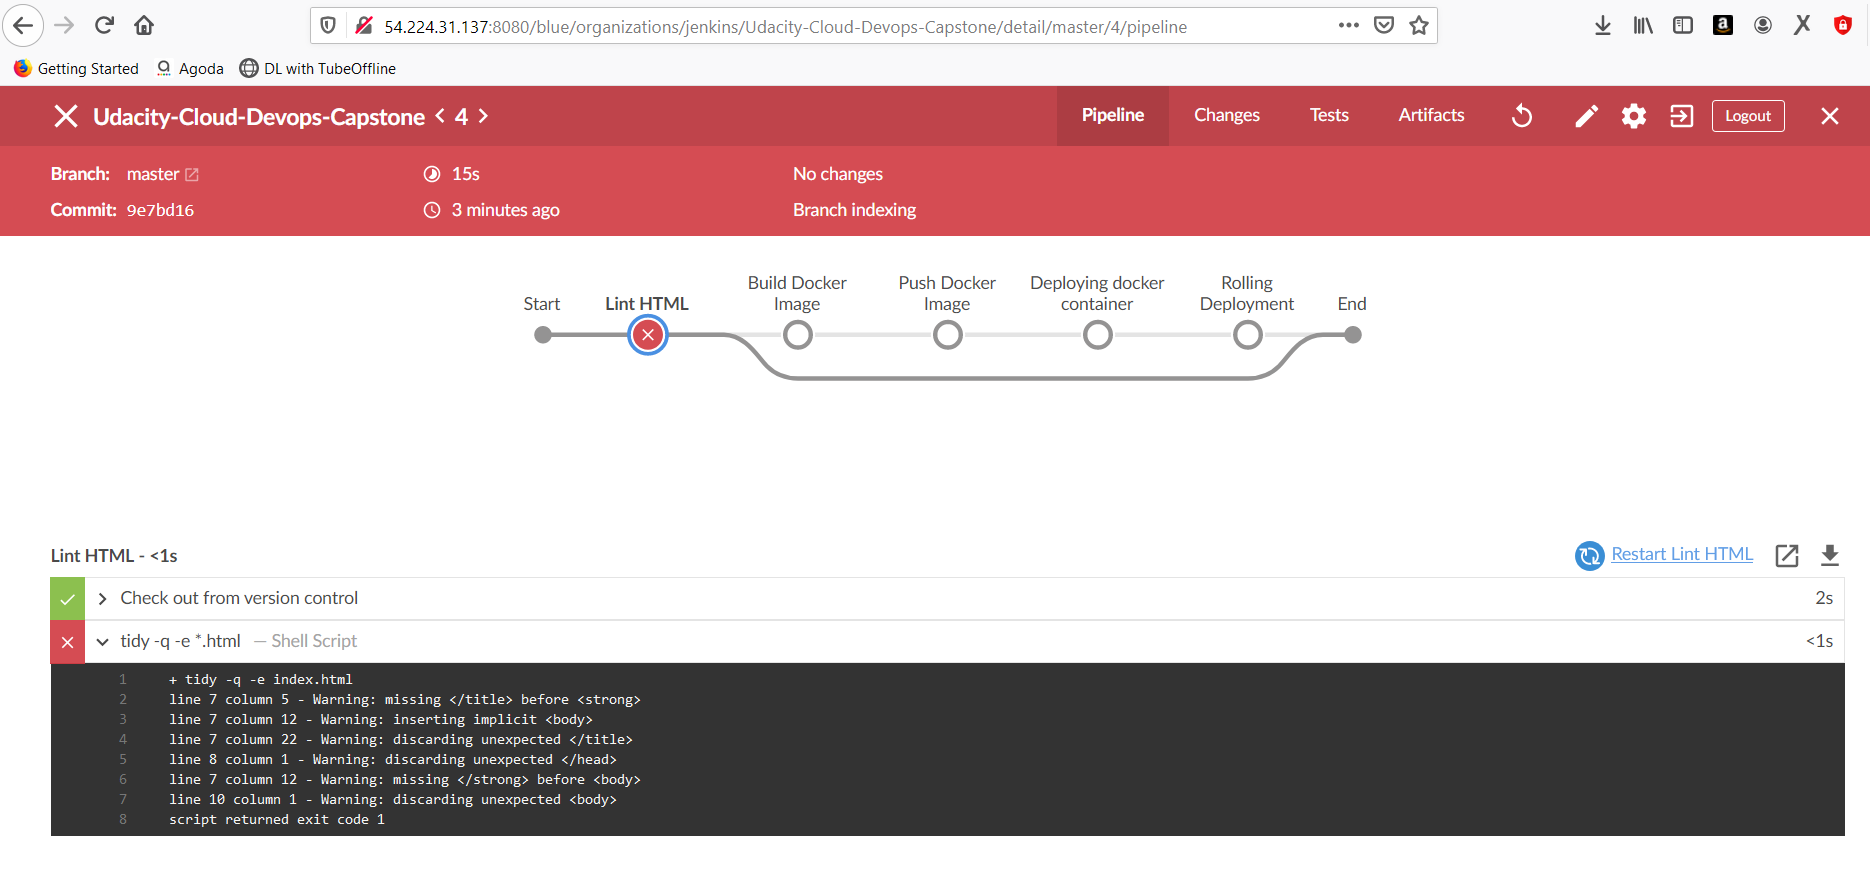 54.224.31.137:8080/blue/organizations/jenkins/Udacity-Cloud-Devops-Capstone/detail/master/4/pipeline
Getting Started Agoda DL with TubeOffline
Udacity-Cloud-Devops-Capstone < 4 > Pipeline Changes Tests Artifacts Logout
Branch: master 15s No changes
Commit: 9e7bd16 3 minutes ago Branch indexing
Start Lint HTML Build Docker Image Push Docker Image Deploying docker container Rolling Deployment End
Lint HTML - <1s Restart Lint HTML
Check out from version control 2s
tidy -q -e *.html — Shell Script <1s
1 + tidy -q -e index.html
2 line 7 column 5 - Warning: missing </title> before <strong>
3 line 7 column 12 - Warning: inserting implicit <body>
4 line 7 column 22 - Warning: discarding unexpected </title>
5 line 8 column 1 - Warning: discarding unexpected </head>
6 line 7 column 12 - Warning: missing </strong> before <body>
7 line 10 column 1 - Warning: discarding unexpected <body>
8 script returned exit code 1